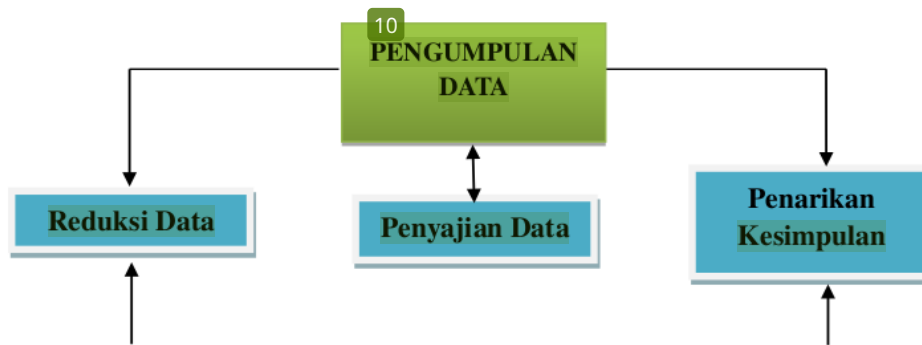 10
PENGUMPULAN
DATA
Reduksi Data
Penyajian Data
Penarikan
Kesimpulan